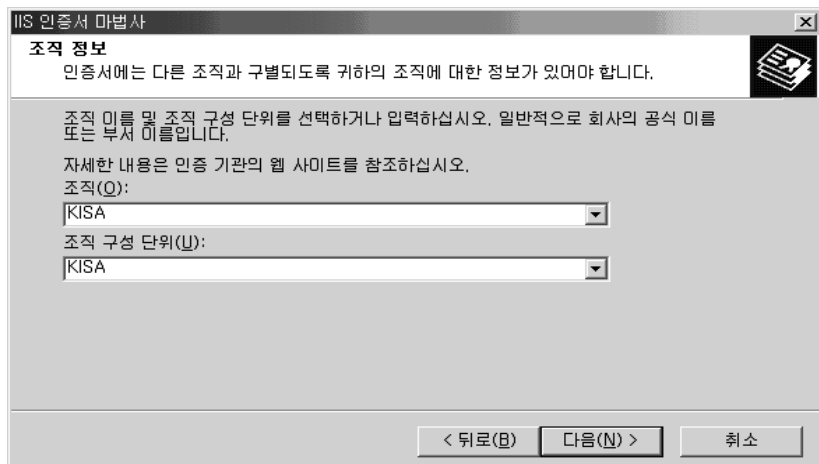 IIS 인증서 마법사
조직 정보
인증서에는 다른 조직과 구별되도록 귀하의 조직에 대한 정보가 있어야 합니다.
조직 이름 및 조직 구성 단위를 선택하거나 입력하십시오. 일반적으로 회사의 공식 이름
또는 부서 이름입니다.
자세한 내용은 인증 기관의 웹 사이트를 참조하십시오.
조직(O):
KISA
조직 구성 단위(U):
KISA
< 뒤로(B) 다음(N) > 취소